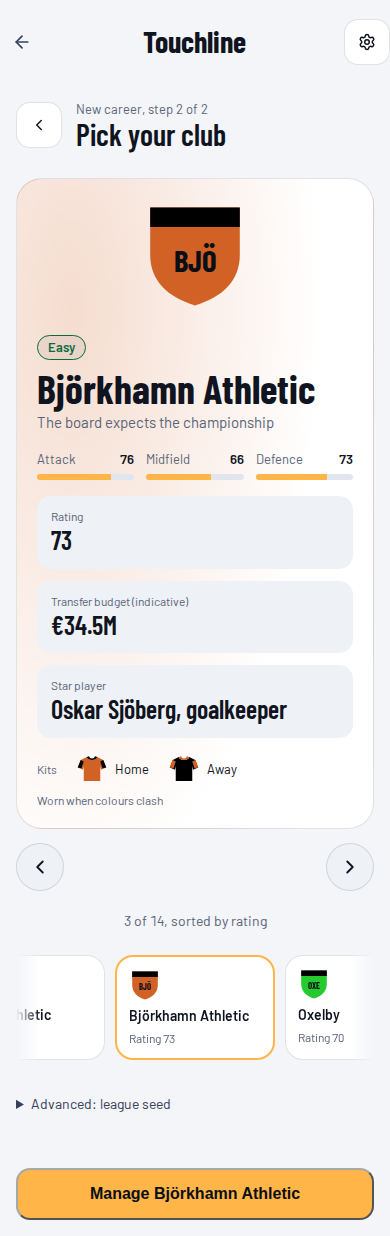 Touchline
New career, step 2 of 2
Pick your club
BJÖ
Easy
Björkhamn Athletic
The board expects the championship
Attack 76 Midfield 66 Defence 73
Rating
73
Transfer budget (indicative)
€34.5M
Star player
Oskar Sjöberg, goalkeeper
Kits Home Away
Worn when colours clash
3 of 14, sorted by rating
BJÖ
OXE
hletic
Björkhamn Athletic
Oxelby
Rating 73
Rating 70
Advanced: league seed
Manage Björkhamn Athletic